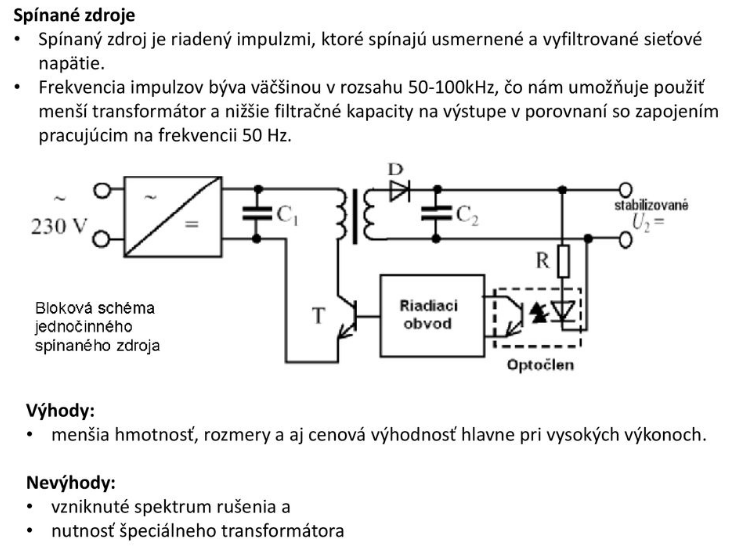 Spínané zdroje
• Spínaný zdroj je riadený impulzmi, ktoré spínajú usmernené a vyfiltrované sieťové
napätie.
• Frekvencia impulzov býva väčšinou v rozsahu 50-100kHz, čo nám umožňuje použiť
menší transformátor a nižšie filtračné kapacity na výstupe v porovnaní so zapojením
pracujúcim na frekvencii 50 Hz.
D
~
230 V
~
=
C1
C2
stabilizované
U2 =
R
T
Riadiaci
obvod
Optočlen
Bloková schéma
jednočinného
spinaného zdroja
Výhody:
• menšia hmotnosť, rozmery a aj cenová výhodnosť hlavne pri vysokých výkonoch.
Nevýhody:
• vzniknuté spektrum rušenia a
• nutnosť špeciálneho transformátora